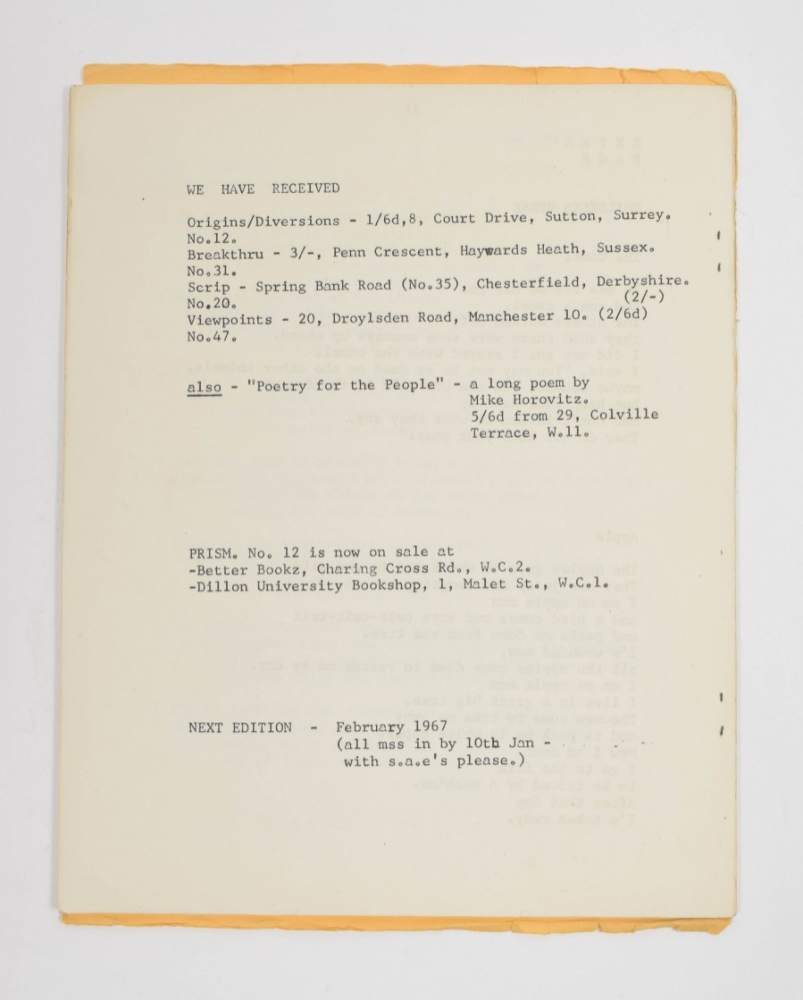 WE HAVE RECEIVED
Origins/Diversions - 1/6d,8, Court Drive, Sutton, Surrey.
No.12.
Breakthru - 3/-, Penn Crescent, Haywards Heath, Sussex.
No.31.
Scrip - Spring Bank Road (No.35), Chesterfield, Derbyshire.
No.20. (2/-)
Viewpoints - 20, Droylsden Road, Manchester 10. (2/6d)
No.47.
also - "Poetry for the People" - a long poem by
Mike Horovitz.
5/6d from 29, Colville
Terrace, W.11.
PRISM. No. 12 is now on sale at
-Better Bookz, Charing Cross Rd., W.C.2.
-Dillon University Bookshop, 1, Malet St., W.C.1.
NEXT EDITION - February 1967
(all mss in by 10th Jan -
with s.a.e's please.)